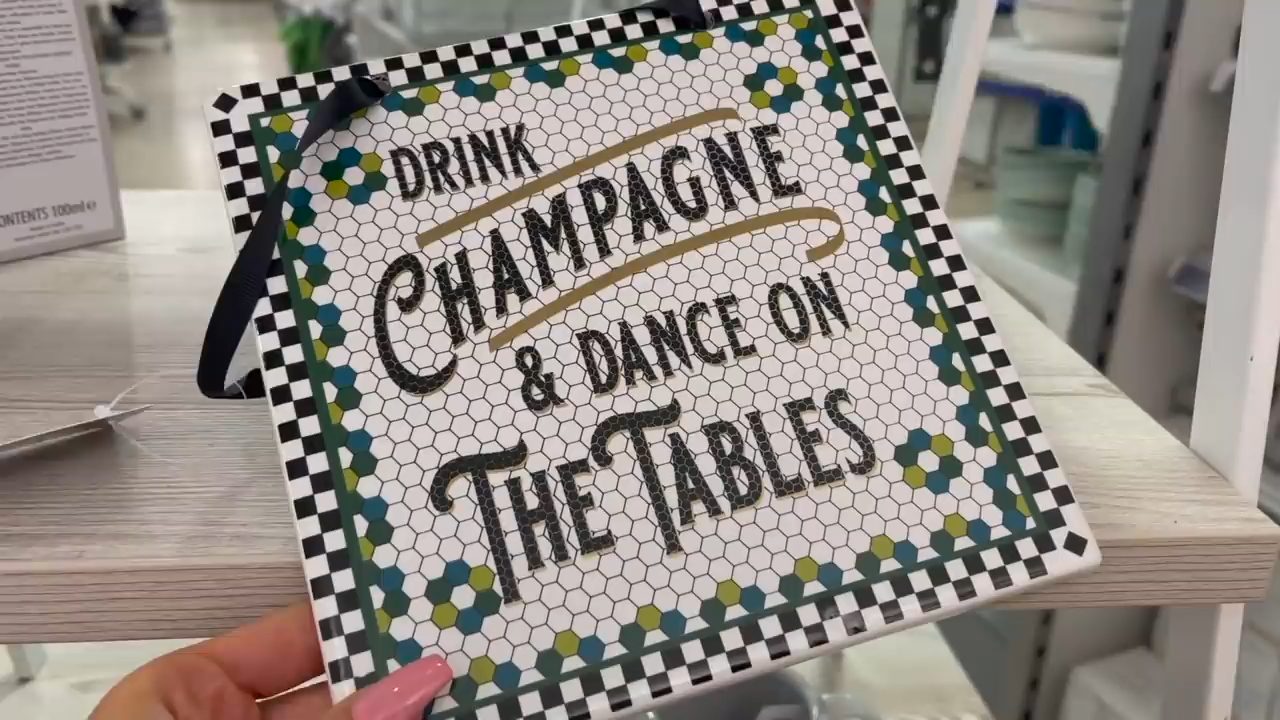 DRINK
CHAMPAGNE
& DANCE ON
THE TABLES
CONTENTS 100ml e